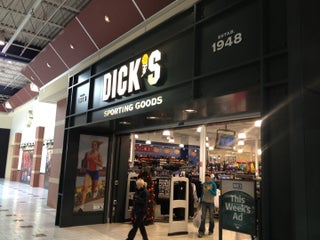 DICK'S
SPORTING GOODS
ESTAB.
1948
This Week's
Ad